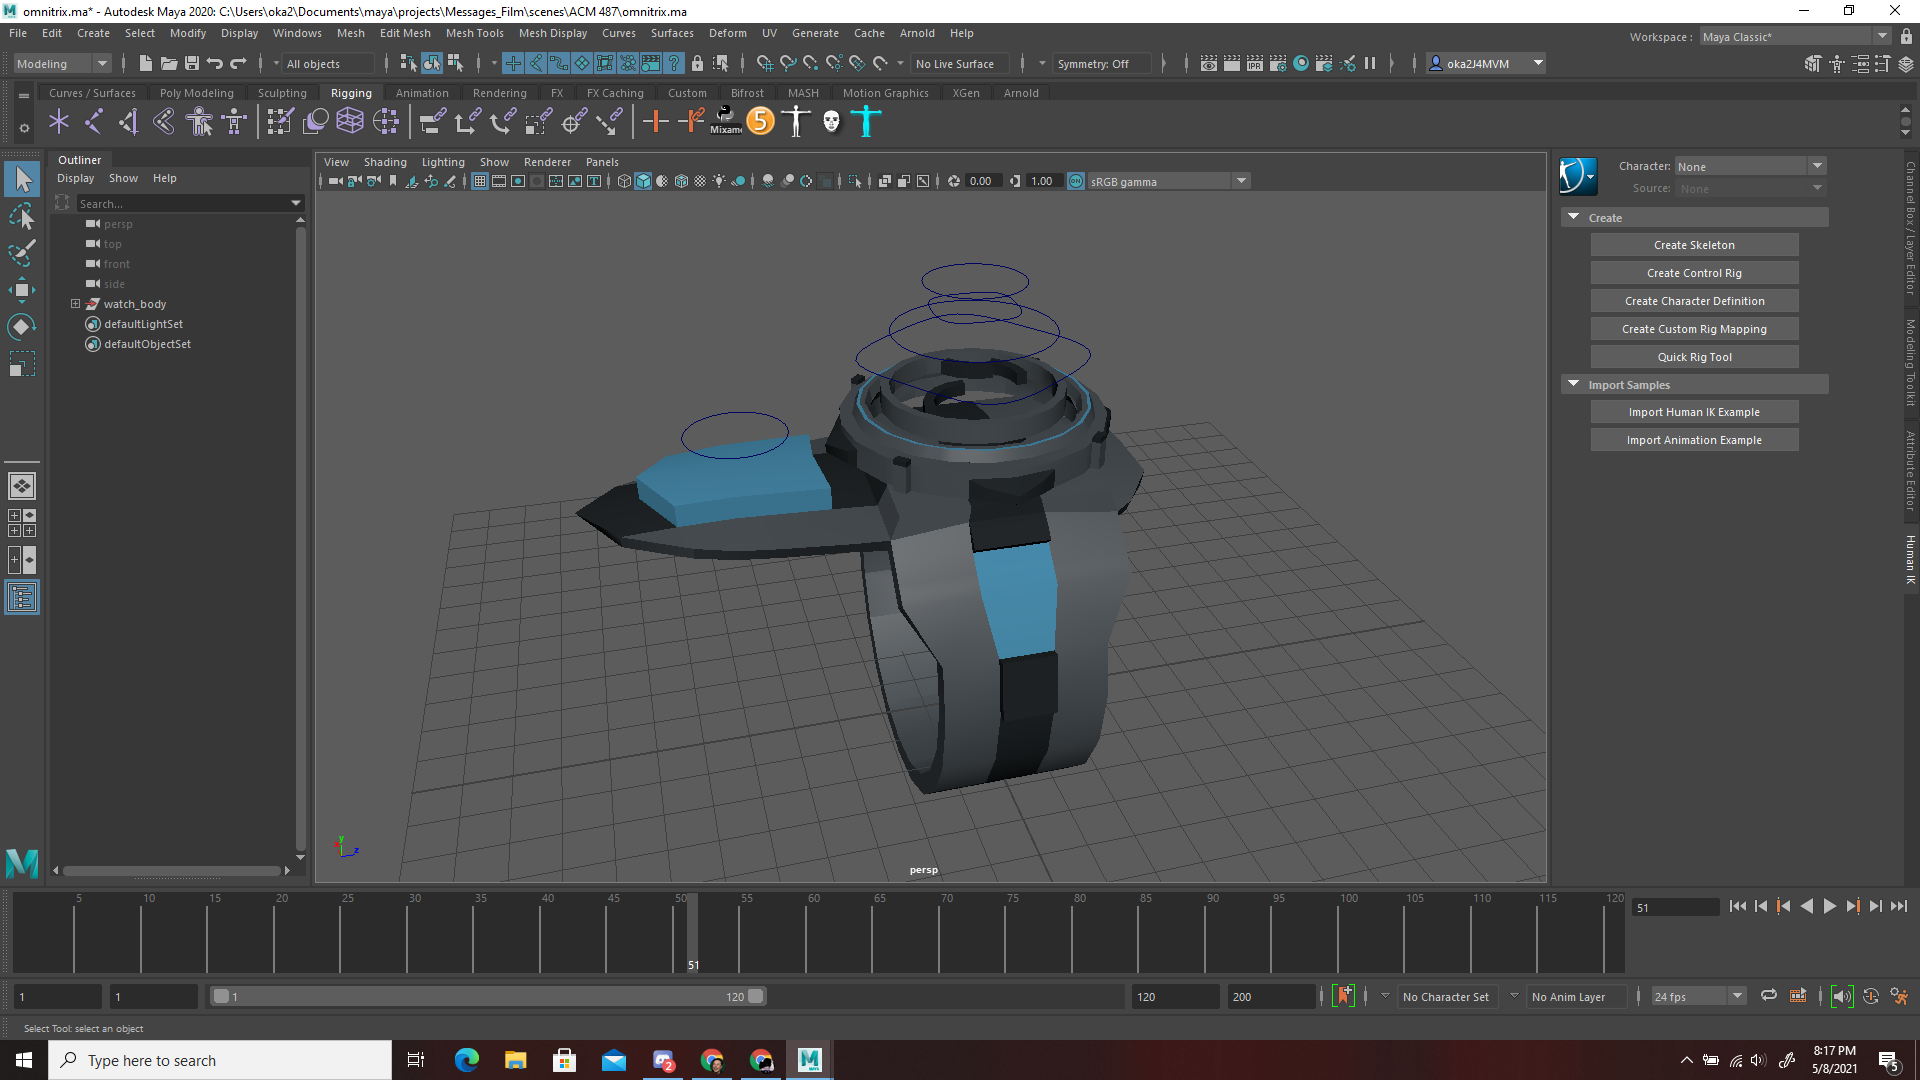 omnitrix.ma* - Autodesk Maya 2020: C:\Users\oka2\Documents\maya\projects\Messages_Film\scenes\ACM 487\omnitrix.ma
File Edit Create Select Modify Display Windows Mesh Edit Mesh Mesh Tools Mesh Display Curves Surfaces Deform UV Generate Cache Arnold Help
Workspace : Maya Classic*
Modeling All objects No Live Surface Symmetry: Off oka2J4MVM
Curves / Surfaces Poly Modeling Sculpting Rigging Animation Rendering FX FX Caching Custom Bifrost MASH Motion Graphics XGen Arnold
IPR
Mixamo
5
Outliner
Display Show Help
Search...
persp
top
front
side
watch_body
defaultLightSet
defaultObjectSet
View Shading Lighting Show Renderer Panels
0.00 1.00 ON sRGB gamma
y
x
z
persp
Character: None
Source: None
Create
Create Skeleton
Create Control Rig
Create Character Definition
Create Custom Rig Mapping
Quick Rig Tool
Import Samples
Import Human IK Example
Import Animation Example
Channel Box / Layer Editor
Modeling Toolkit
Attribute Editor
Human IK
5 10 15 20 25 30 35 40 45 50 55 60 65 70 75 80 85 90 95 100 105 110 115 120
51
51
1 1 1 120 120 200 No Character Set No Anim Layer 24 fps
Select Tool: select an object
Type here to search
2
MAYA
8:17 PM
5/8/2021
5